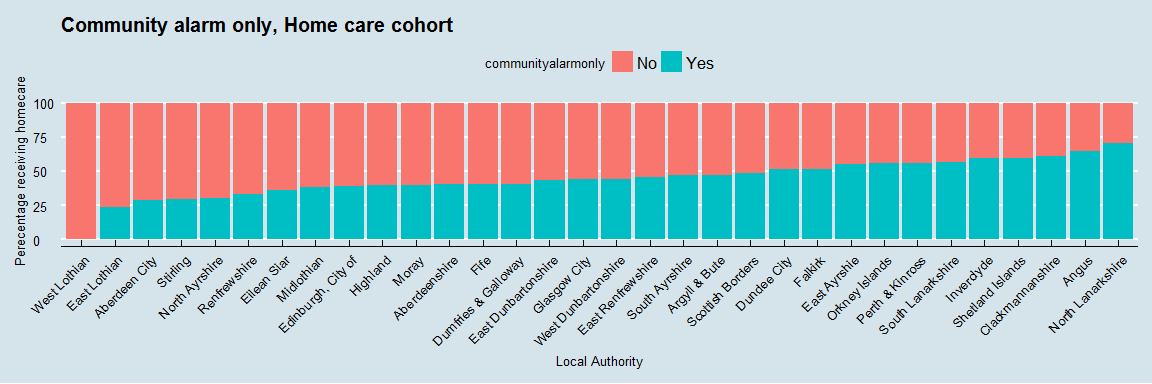 Community alarm only, Home care cohort
communityalarmonly No Yes
Perecentage receiving homecare
100
75
50
25
0
West Lothian
East Lothian
Aberdeen City
Stirling
North Ayrshire
Renfrewshire
Eilean Siar
Midlothian
Edinburgh, City of
Highland
Moray
Aberdeenshire
Fife
Dumfries & Galloway
East Dunbartonshire
Glasgow City
West Dunbartonshire
East Renfrewshire
South Ayrshire
Argyll & Bute
Scottish Borders
Dundee City
Falkirk
East Ayrshire
Orkney Islands
Perth & Kinross
South Lanarkshire
Inverclyde
Shetland Islands
Clackmannanshire
Angus
North Lanarkshire
Local Authority